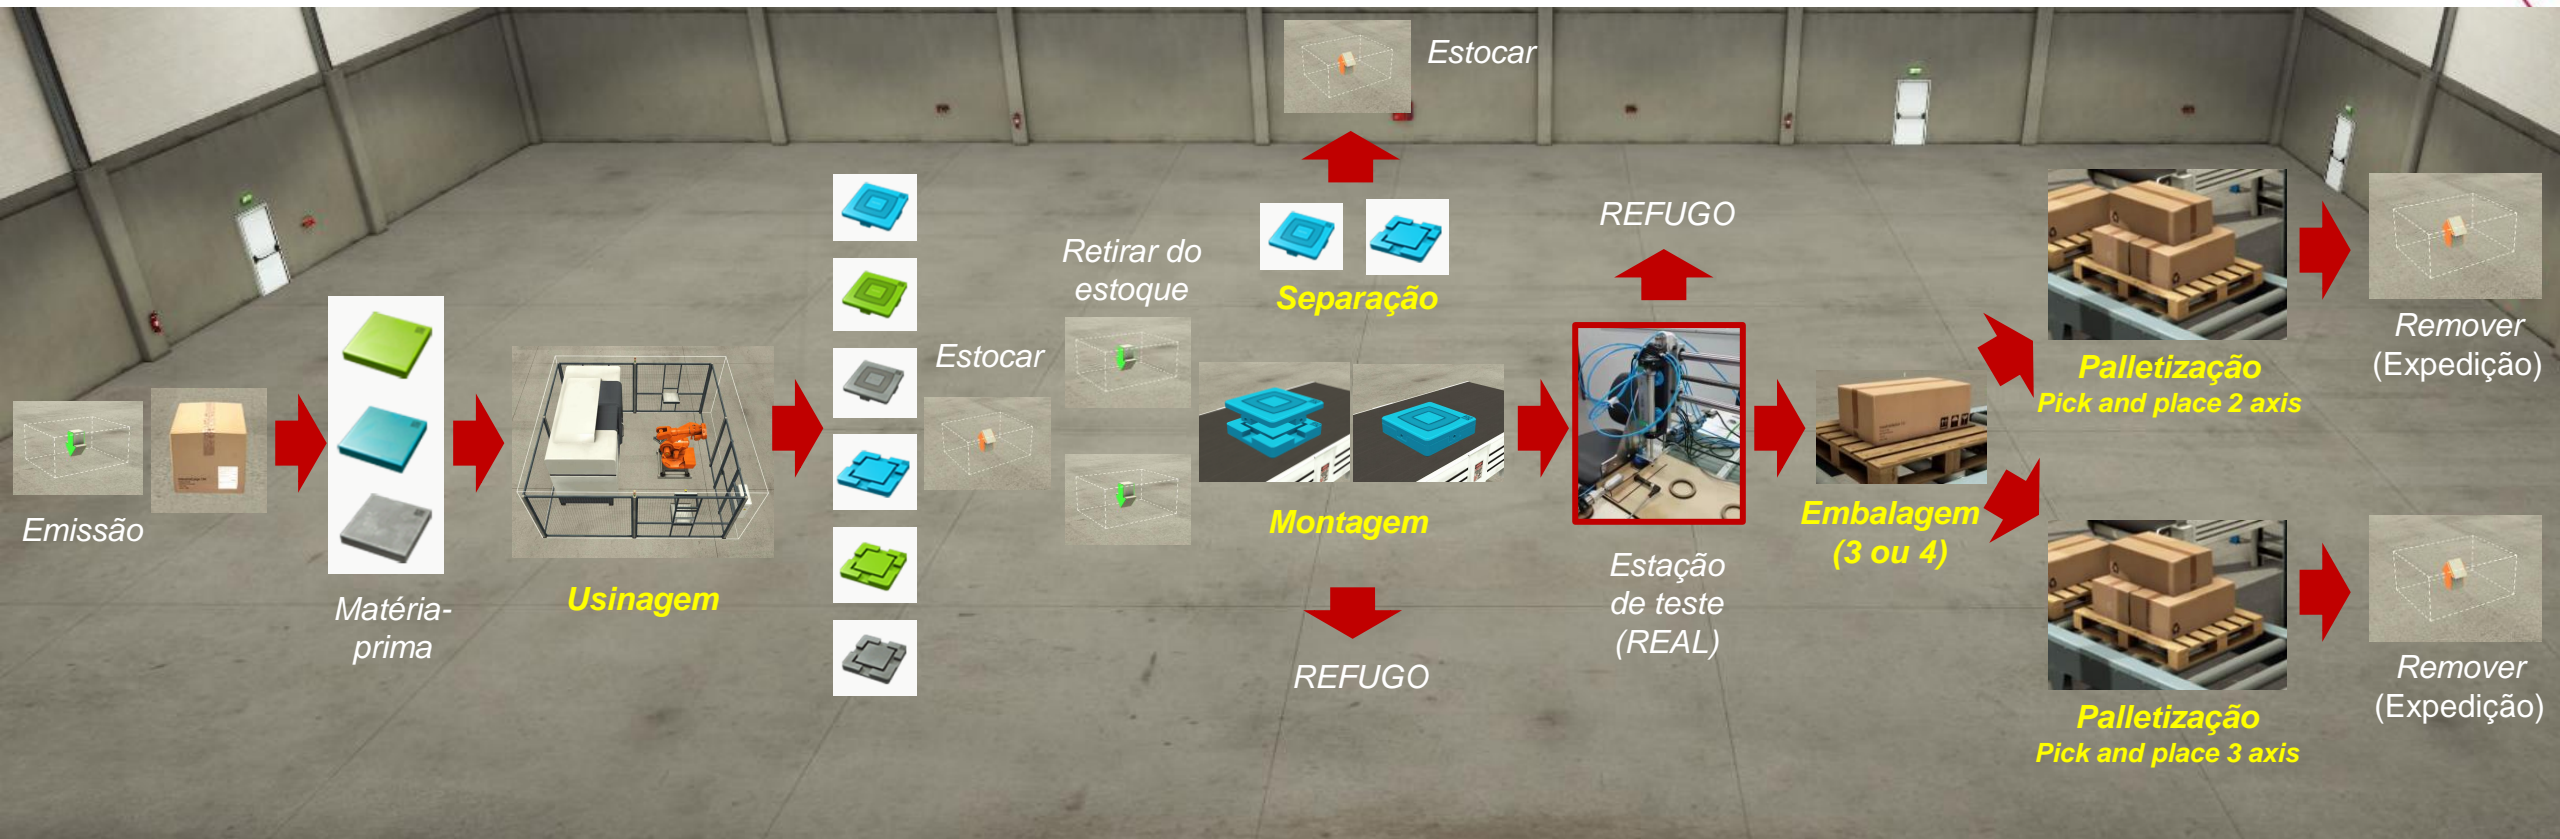 Emissão
Matéria-
prima
Usinagem
Estocar
Retirar do
estoque
Estocar
Separação
Montagem
REFUGO
REFUGO
Estação
de teste
(REAL)
Embalagem
(3 ou 4)
Palletização
Pick and place 2 axis
Remover
(Expedição)
Palletização
Pick and place 3 axis
Remover
(Expedição)